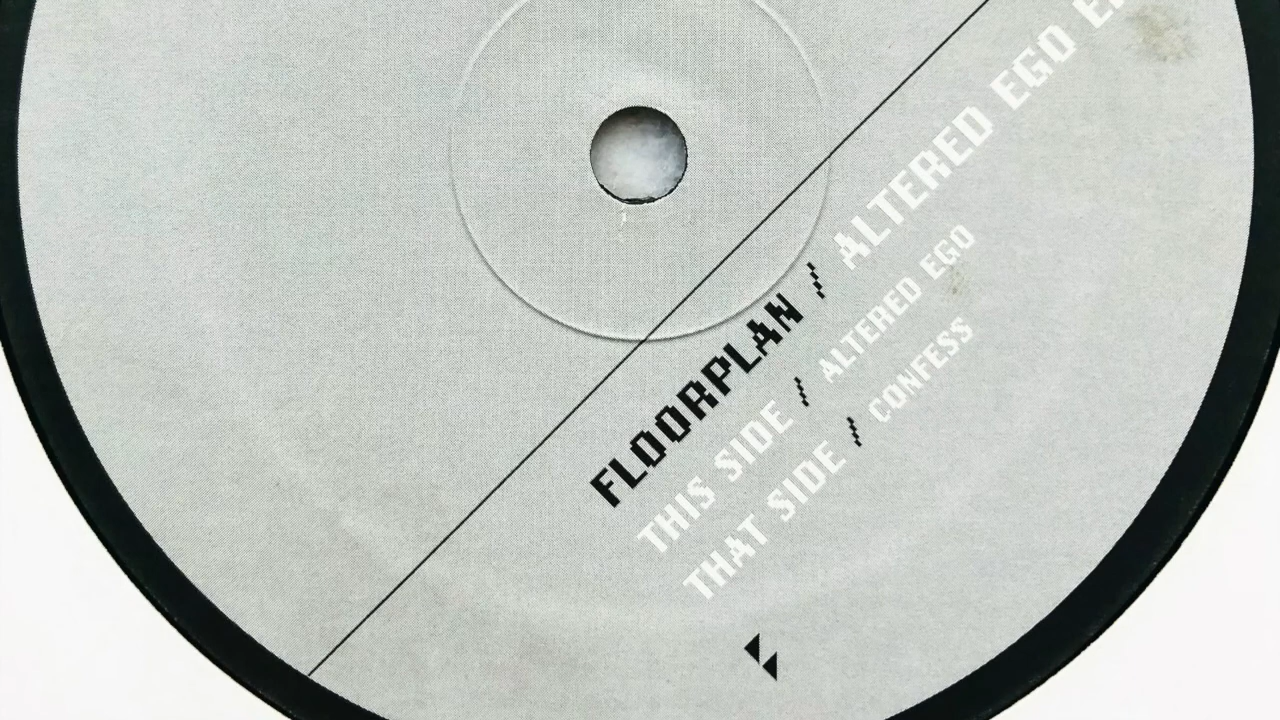 FLOORPLAN / ALTERED EGO
THIS SIDE / ALTERED EGO
THAT SIDE / CONFESS